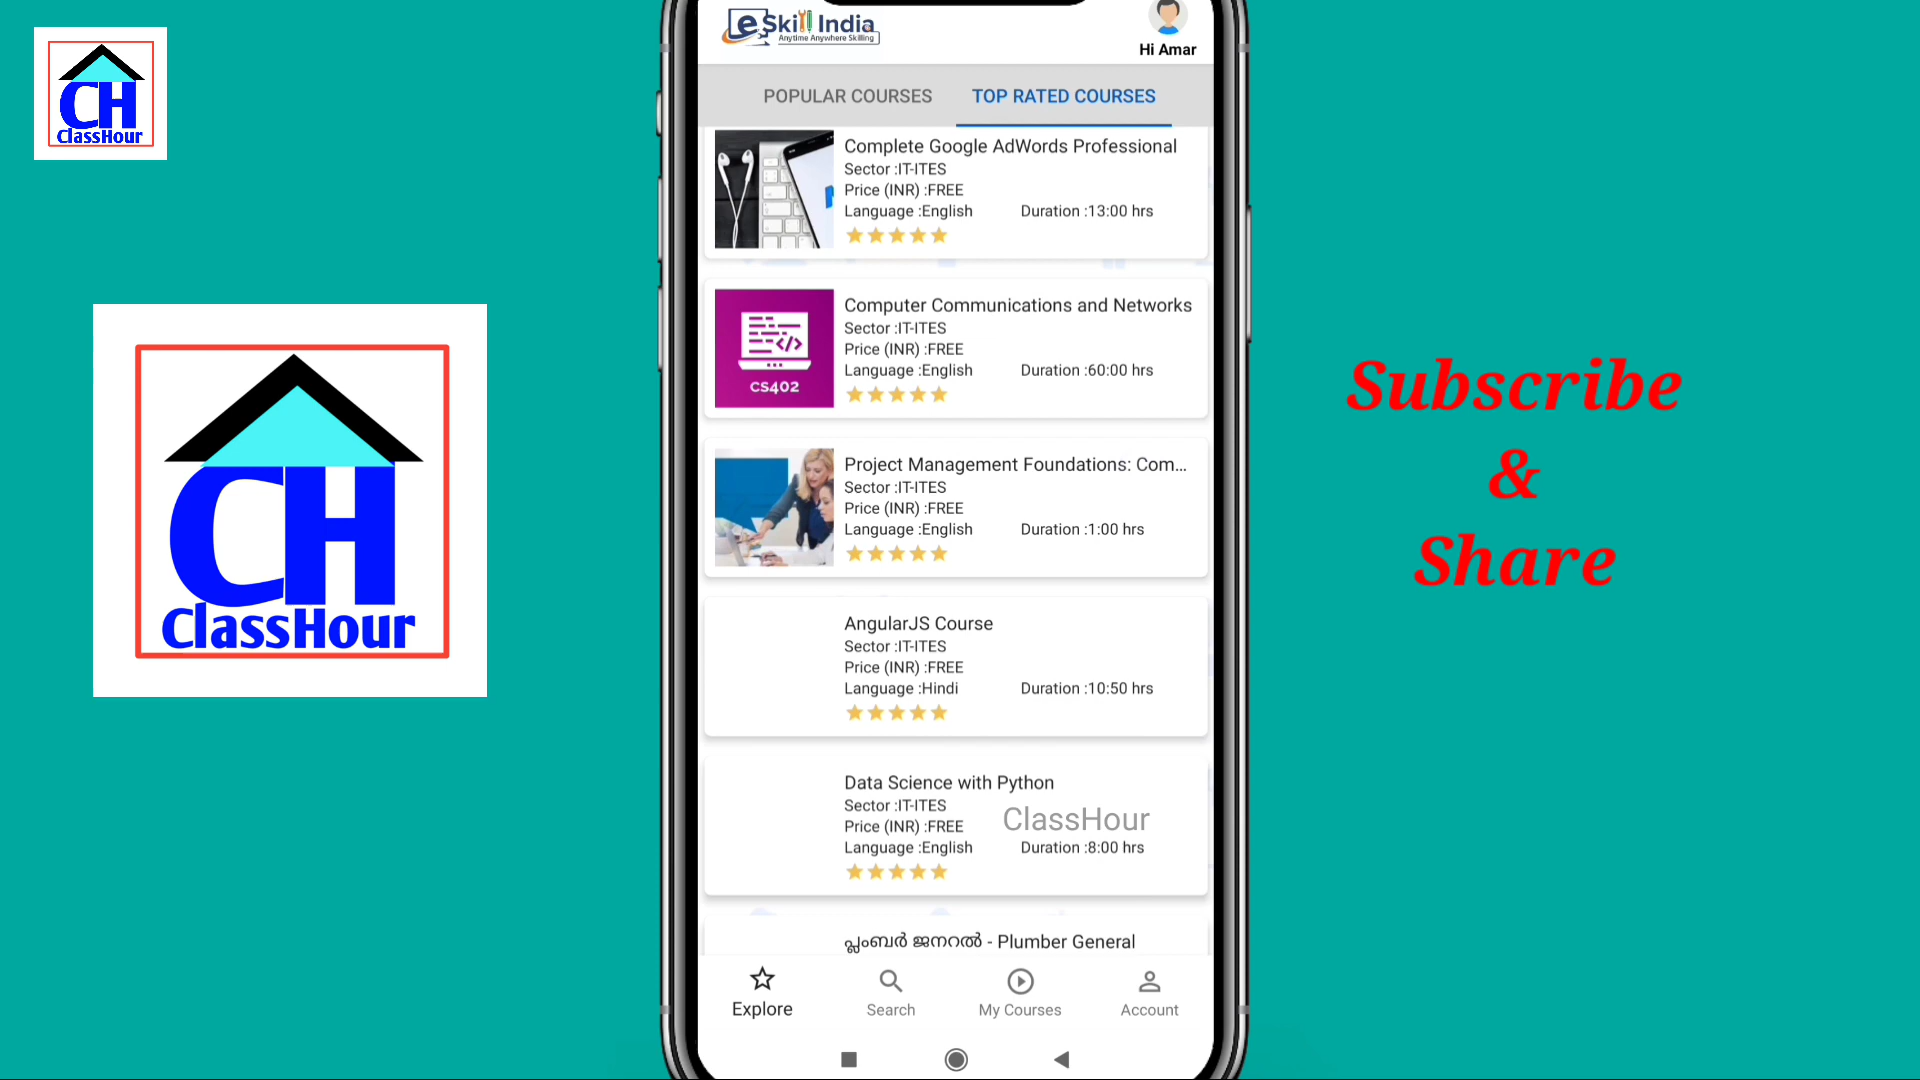 CH
ClassHour
CH
ClassHour
eSkill India
Anytime Anywhere Skilling
Hi Amar
POPULAR COURSES
TOP RATED COURSES
Complete Google AdWords Professional
Sector :IT-ITES
Price (INR) :FREE
Language :English Duration :13:00 hrs
Computer Communications and Networks
Sector :IT-ITES
Price (INR) :FREE
Language :English Duration :60:00 hrs
</>
CS402
Project Management Foundations: Com...
Sector :IT-ITES
Price (INR) :FREE
Language :English Duration :1:00 hrs
AngularJS Course
Sector :IT-ITES
Price (INR) :FREE
Language :Hindi Duration :10:50 hrs
Data Science with Python
Sector :IT-ITES
Price (INR) :FREE
ClassHour
Language :English Duration :8:00 hrs
പ്ലംബർ ജനറൽ - Plumber General
Explore
Search
My Courses
Account
Subscribe
&
Share